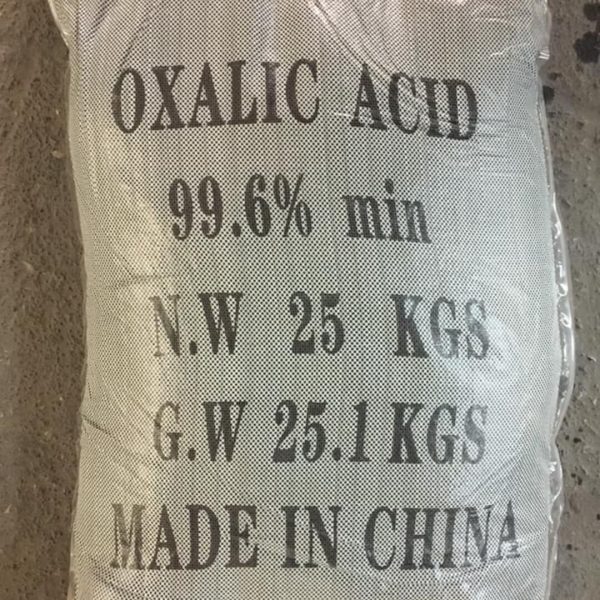 OXALIC ACID
99.6% min
N.W 25 KGS
G.W 25.1 KGS
MADE IN CHINA